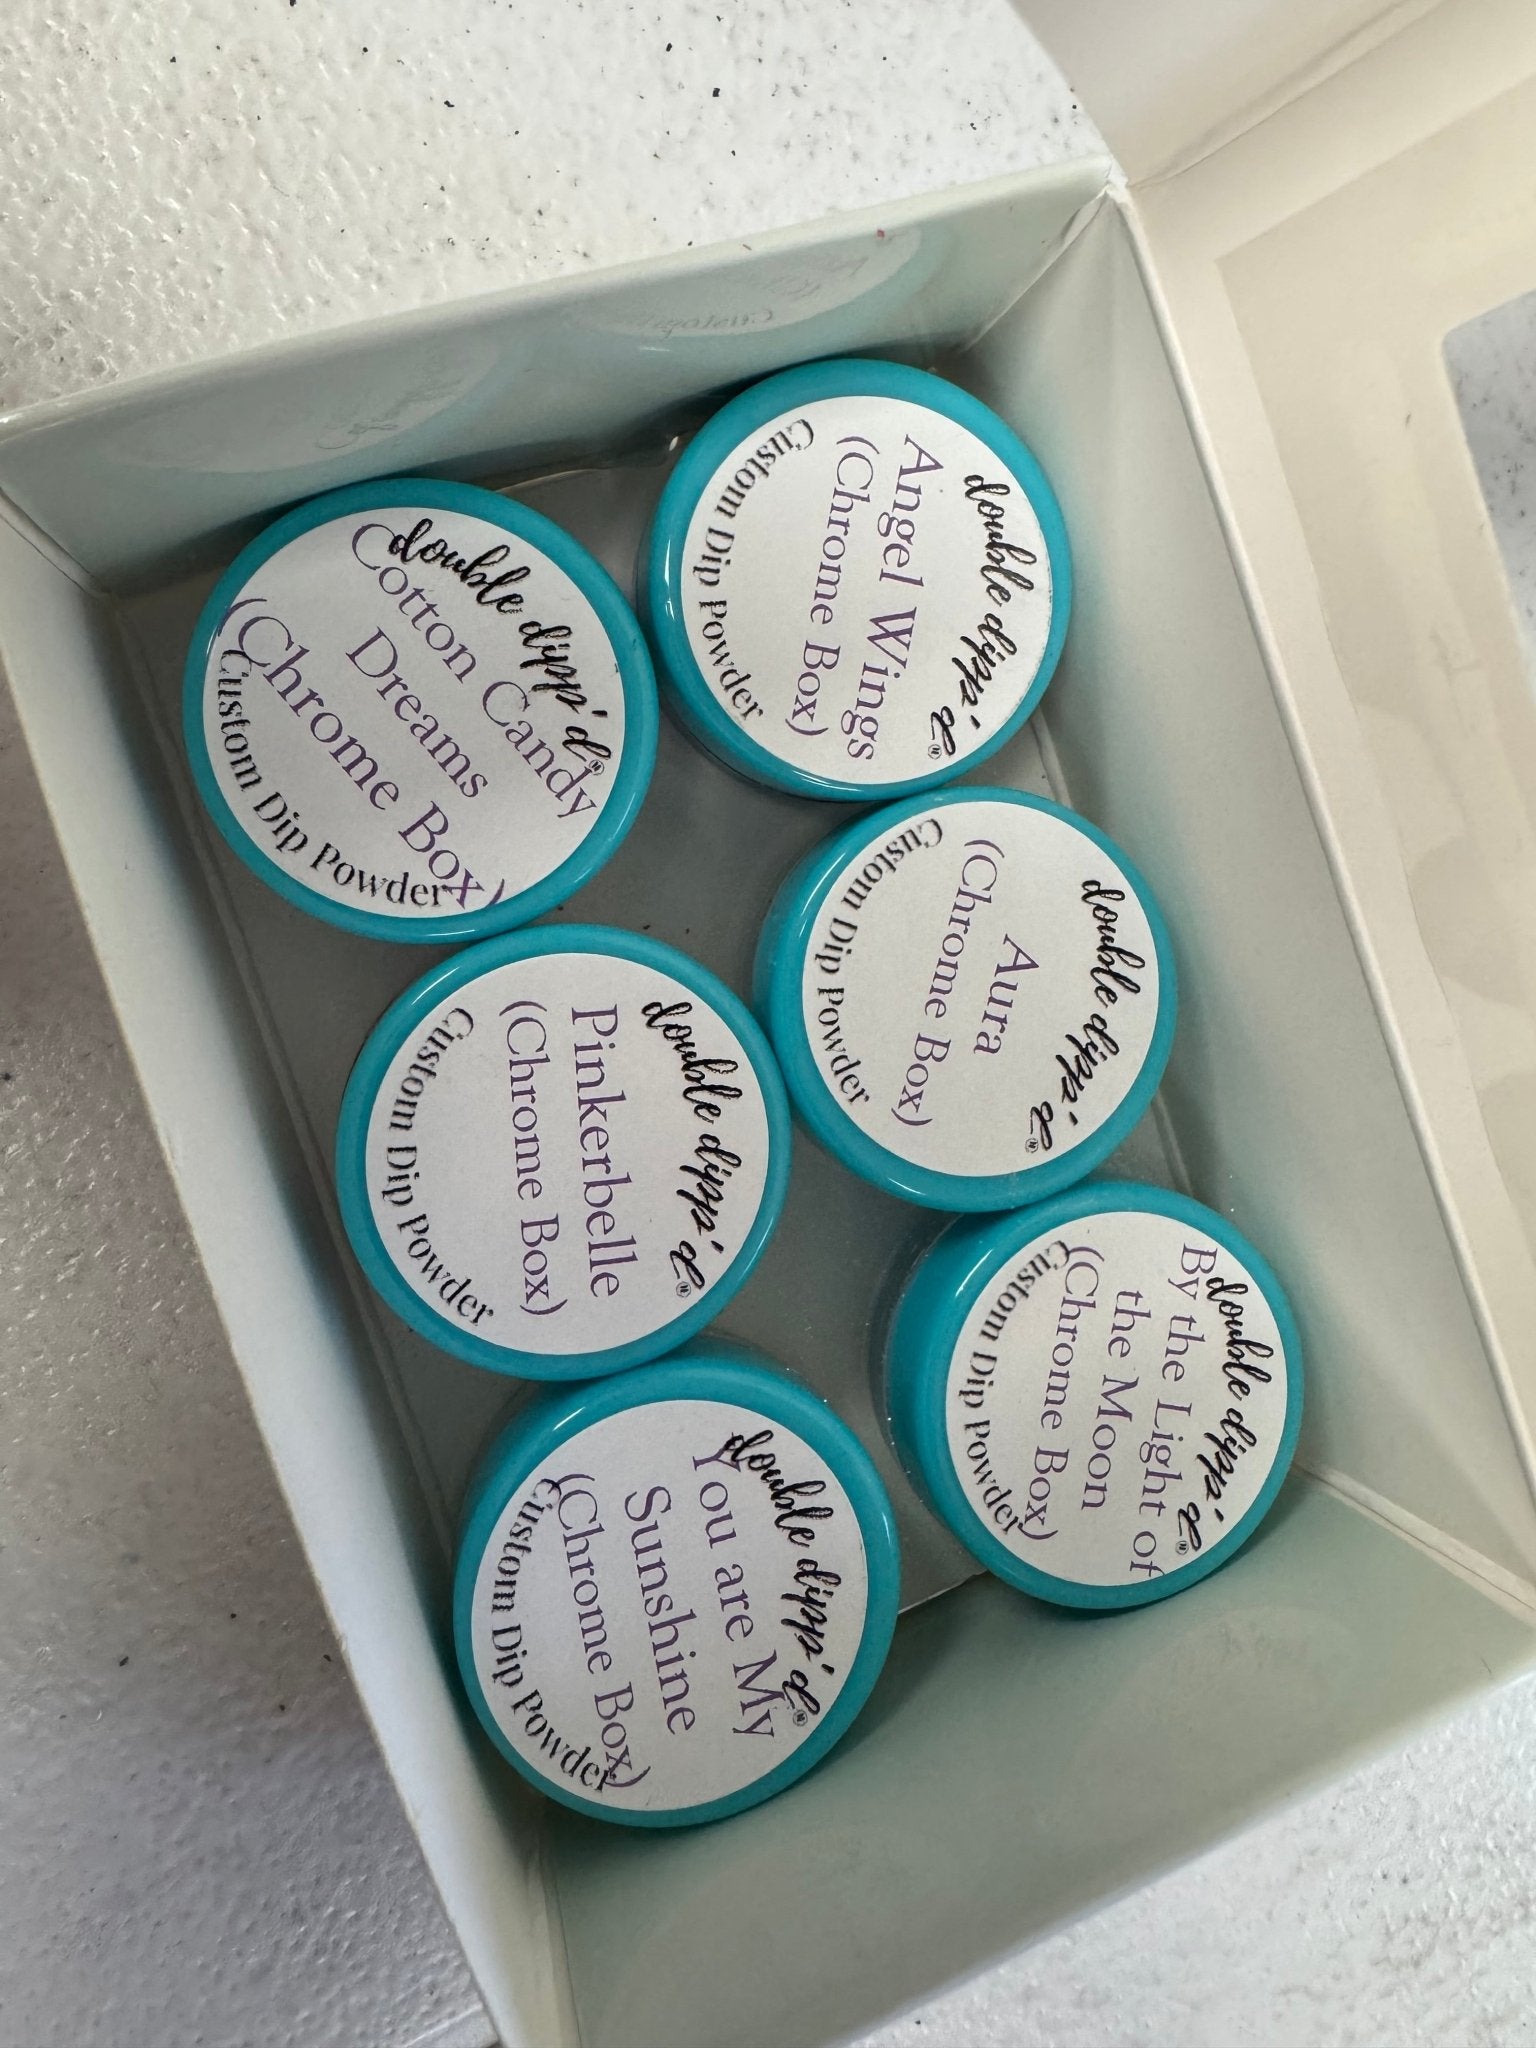 double dipp'd®
Cotton Candy
Dreams
(Chrome Box)
Custom Dip Powder
double dipp'd®
Angel Wings
(Chrome Box)
Custom Dip Powder
double dipp'd®
Pinkerbelle
(Chrome Box)
Custom Dip Powder
double dipp'd®
Aura
(Chrome Box)
Custom Dip Powder
double dipp'd®
You are My
Sunshine
(Chrome Box)
Custom Dip Powder
double dipp'd®
By the Light of
the Moon
(Chrome Box)
Custom Dip Powder